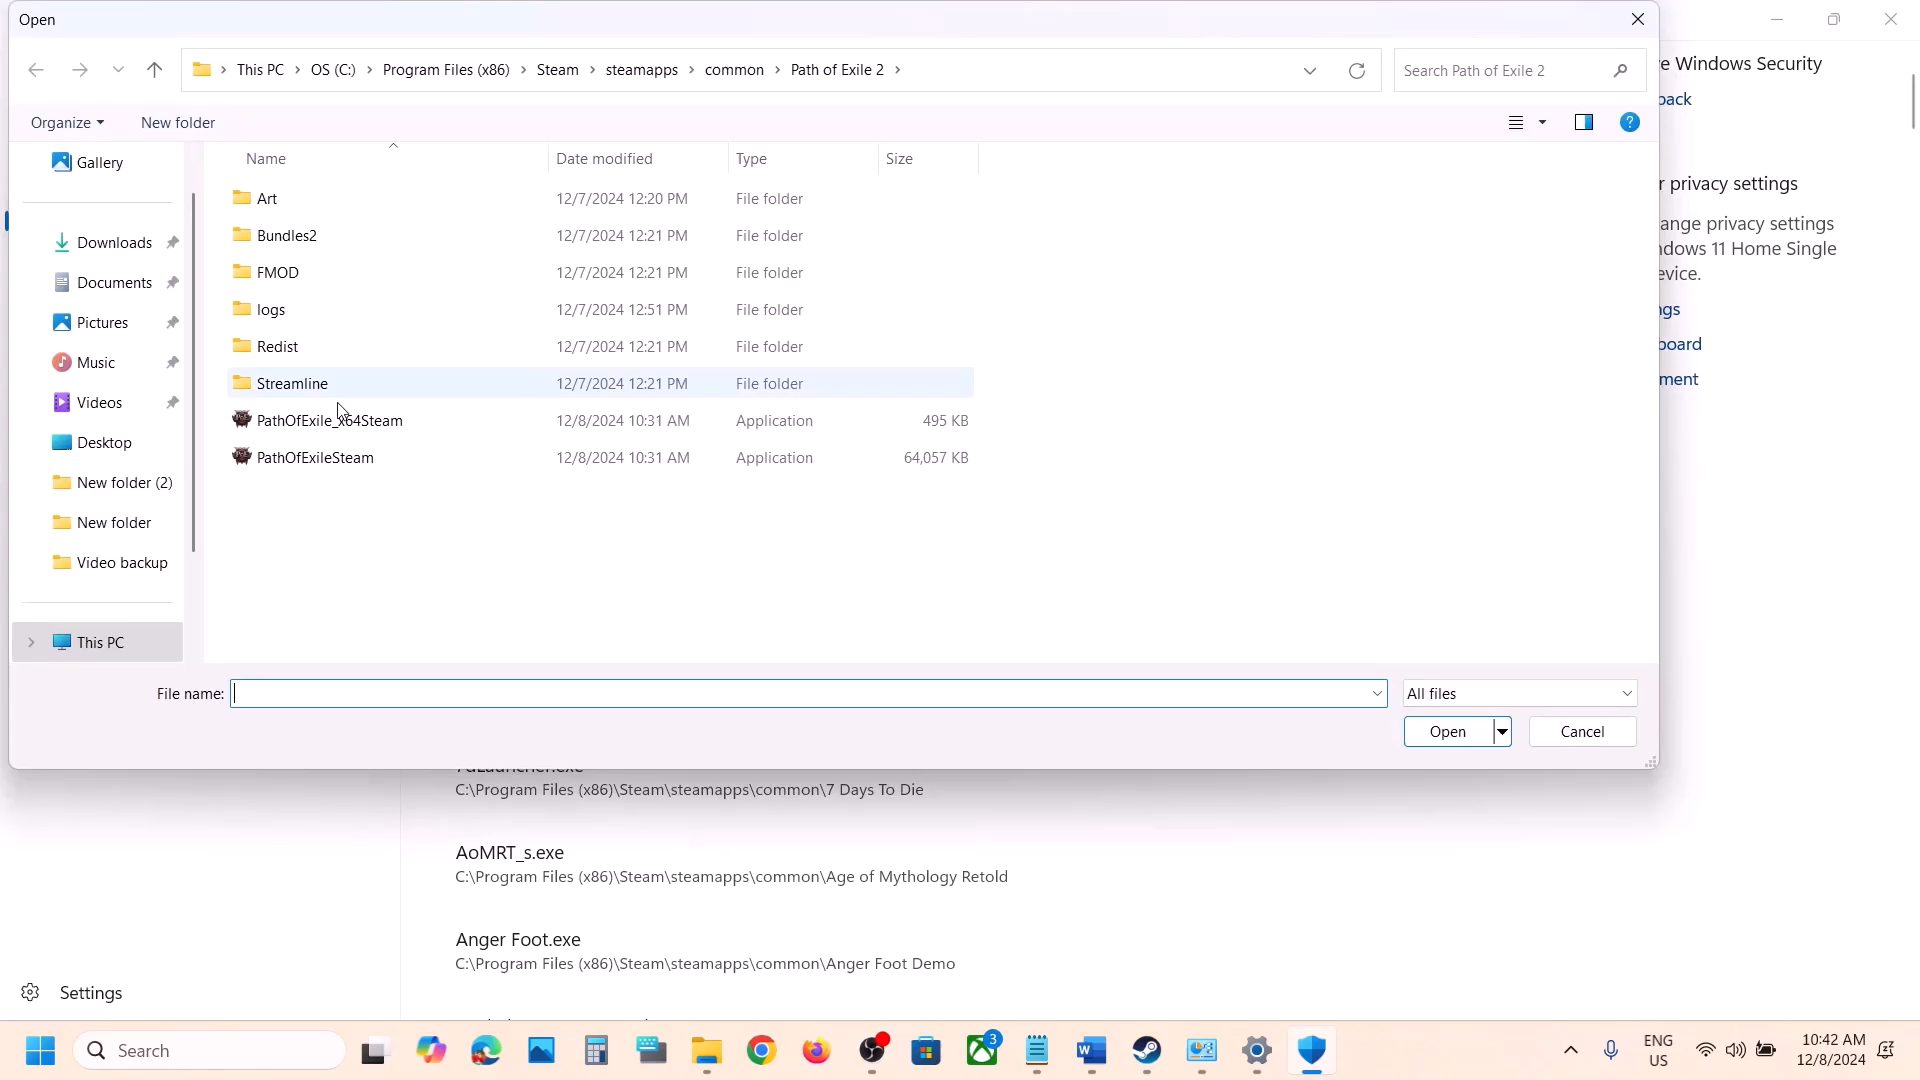 Open
This PC > OS (C:) > Program Files (x86) > Steam > steamapps > common > Path of Exile 2 >
Search Path of Exile 2
e Windows Security
back
Organize
New folder
?
Gallery
Name
Date modified
Type
Size
r privacy settings
Art
12/7/2024 12:20 PM
File folder
ange privacy settings
Downloads
Bundles2
12/7/2024 12:21 PM
File folder
ndows 11 Home Single
evice.
Documents
FMOD
12/7/2024 12:21 PM
File folder
Pictures
logs
12/7/2024 12:51 PM
File folder
ngs
Redist
12/7/2024 12:21 PM
File folder
board
Music
Streamline
12/7/2024 12:21 PM
File folder
ment
Videos
PathOfExile_x64Steam
12/8/2024 10:31 AM
Application
495 KB
Desktop
PathOfExileSteam
12/8/2024 10:31 AM
Application
64,057 KB
New folder (2)
New folder
Video backup
This PC
File name:
All files
Open
Cancel
C:\Program Files (x86)\Steam\steamapps\common\7 Days To Die
AoMRT_s.exe
C:\Program Files (x86)\Steam\steamapps\common\Age of Mythology Retold
Anger Foot.exe
C:\Program Files (x86)\Steam\steamapps\common\Anger Foot Demo
Settings
Search
3
ENG
US
10:42 AM
12/8/2024